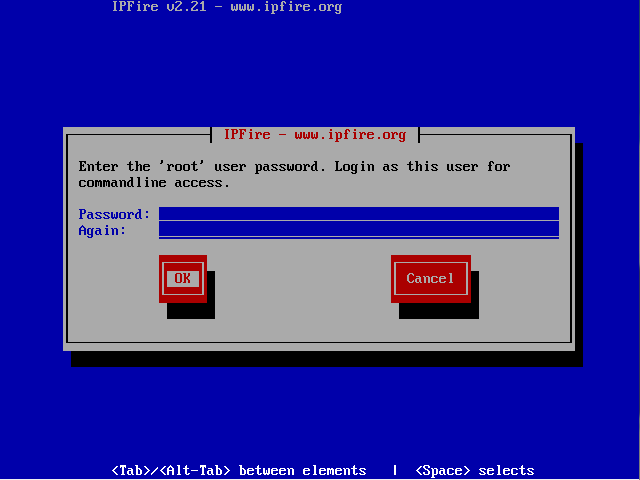 IPFire v2.21 - www.ipfire.org
IPFire - www.ipfire.org
Enter the 'root' user password. Login as this user for
commandline access.
Password:
Again:
OK Cancel
<Tab>/<Alt-Tab> between elements | <Space> selects